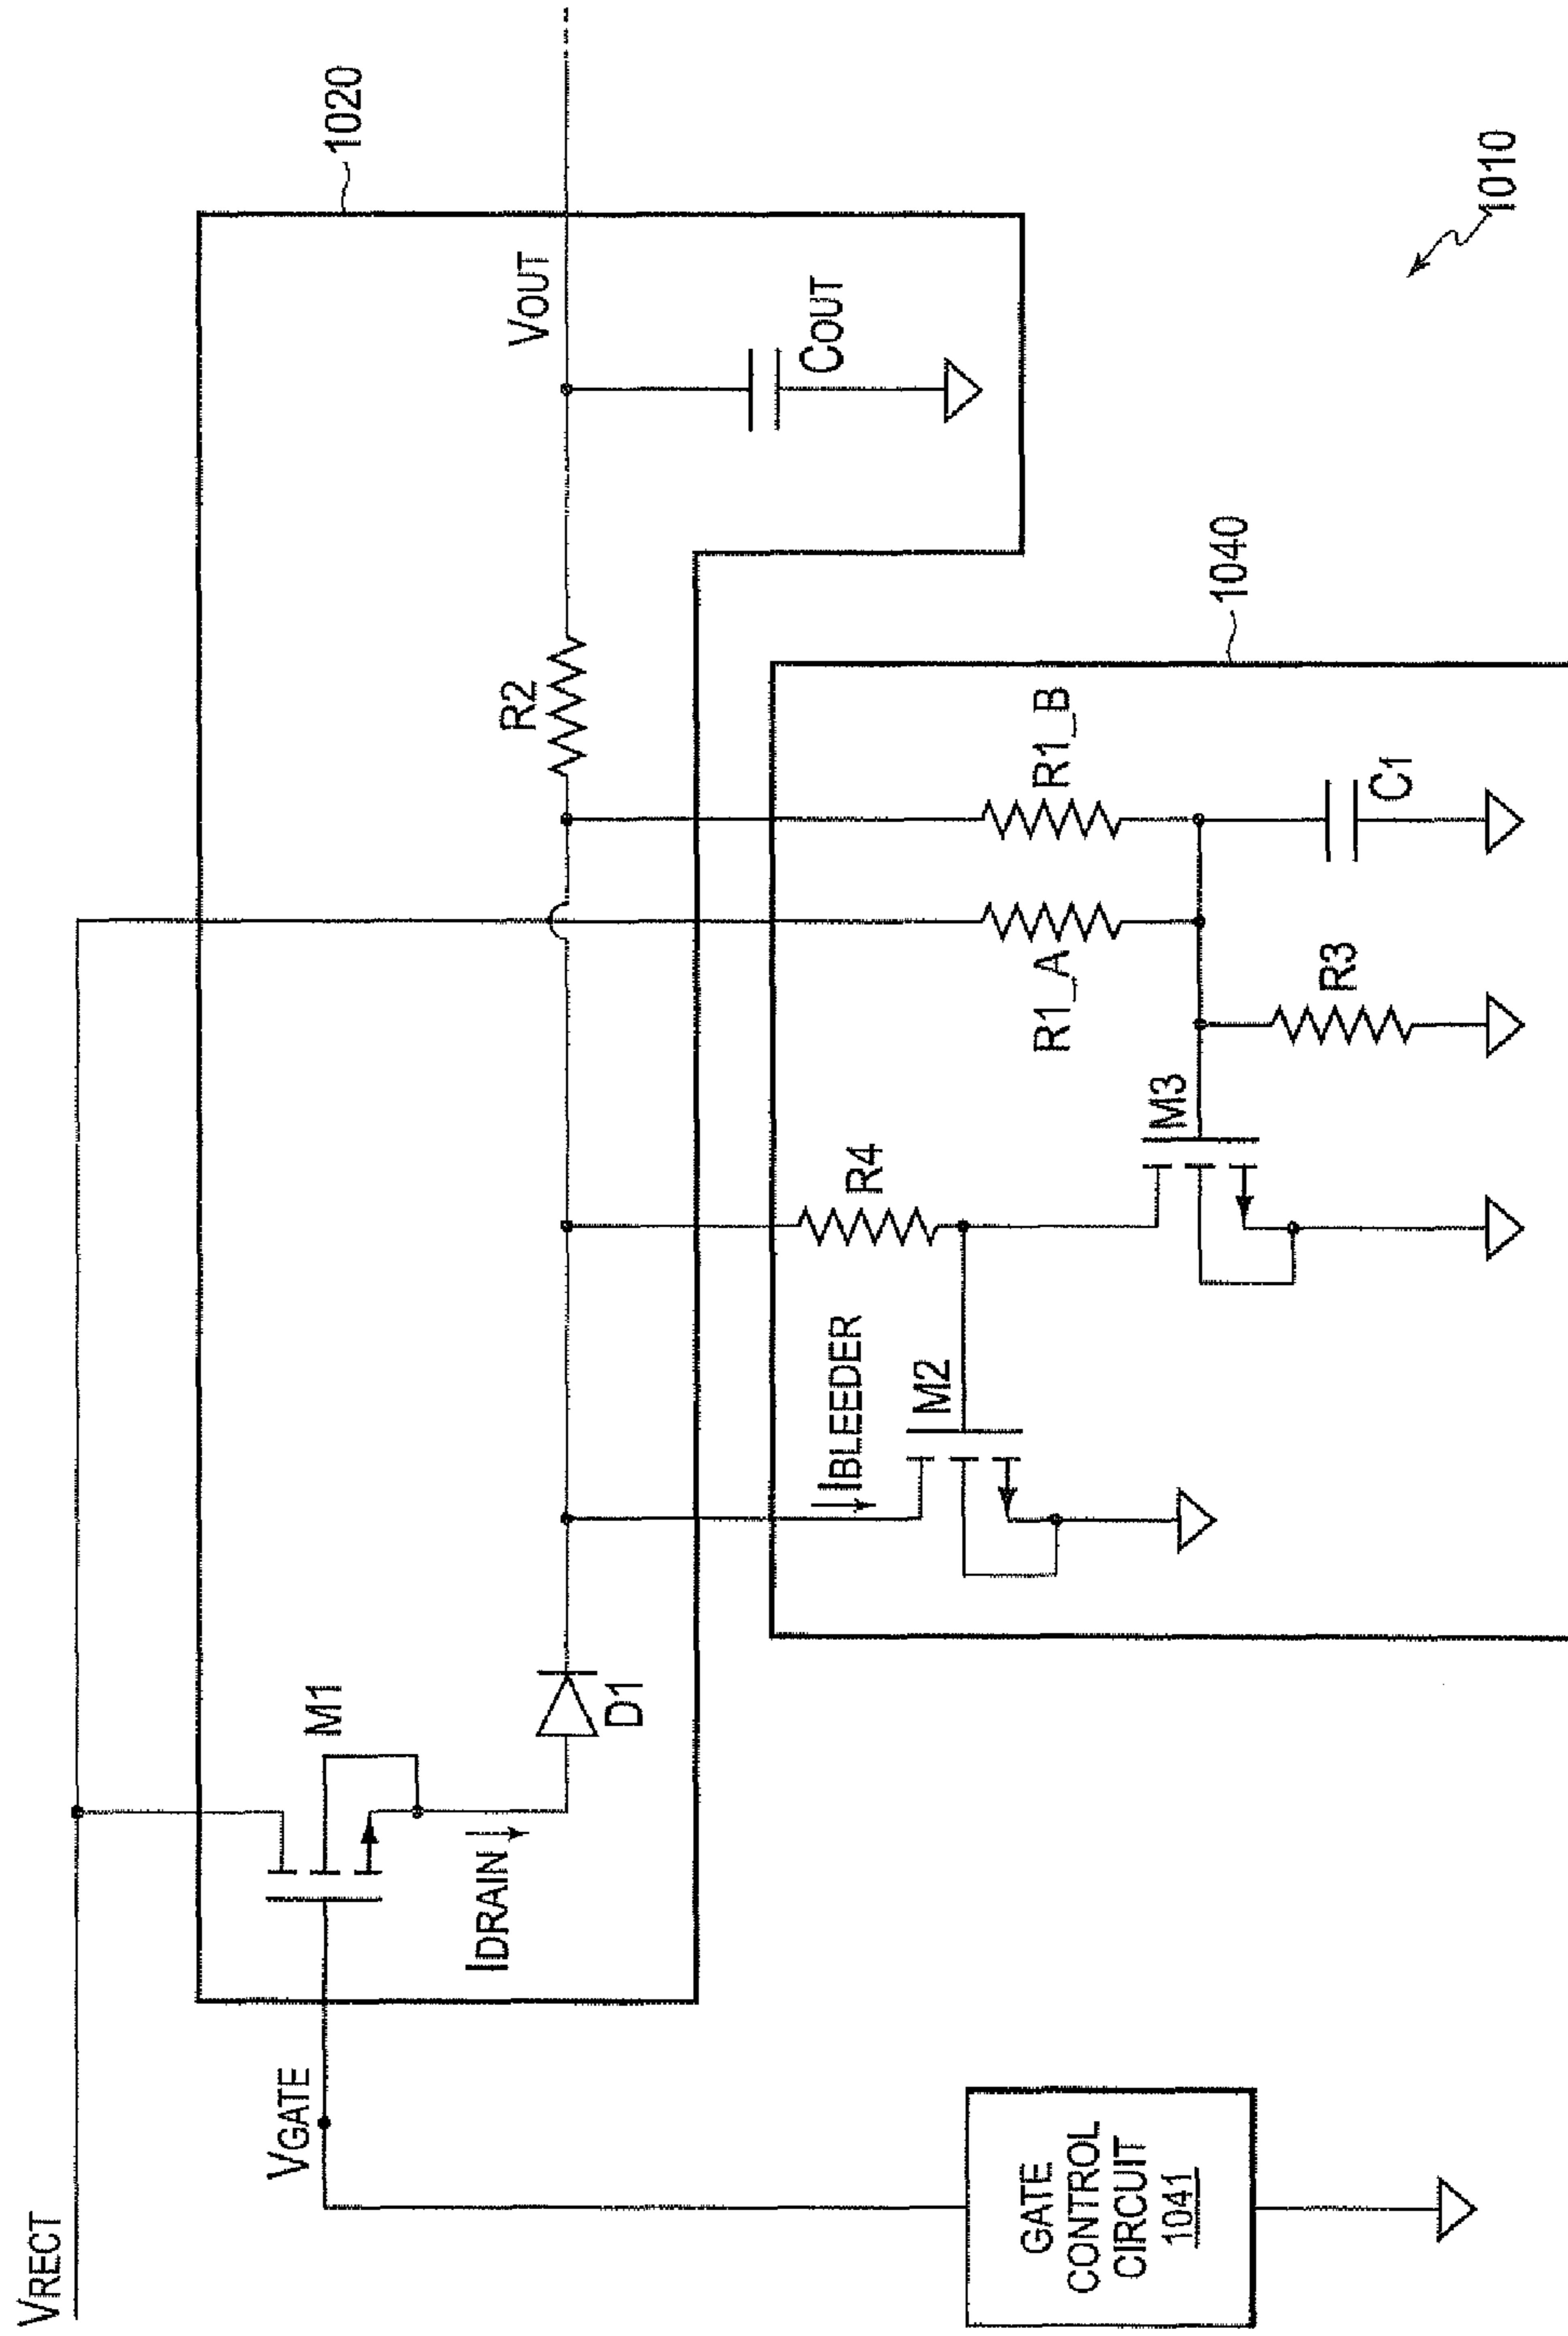 VRECT
VGATE
GATE
CONTROL
CIRCUIT
1041
M1
IDRAIN
D1
IBLEEDER
M2
R4
M3
R1_A
R3
R1_B
C1
R2
VOUT
COUT
1020
1040
1010